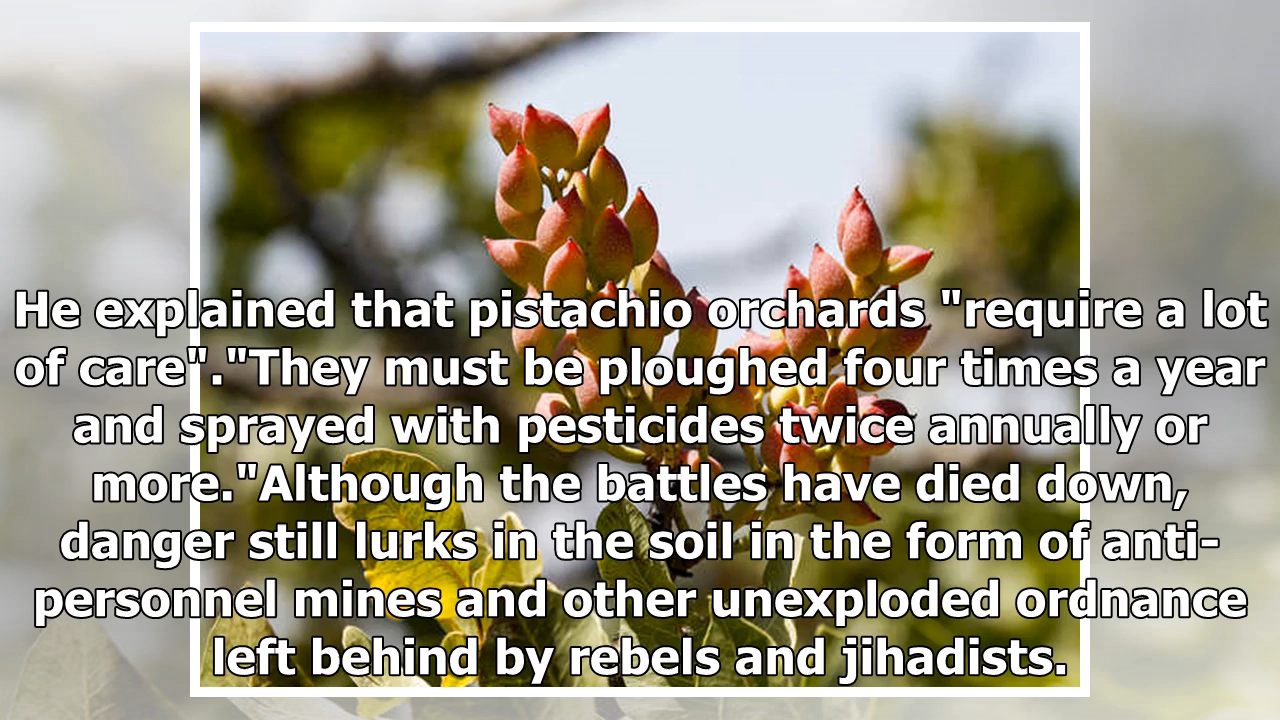 He explained that pistachio orchards "require a lot
of care"."They must be ploughed four times a year
and sprayed with pesticides twice annually or
more."Although the battles have died down,
danger still lurks in the soil in the form of anti-
personnel mines and other unexploded ordnance
left behind by rebels and jihadists.